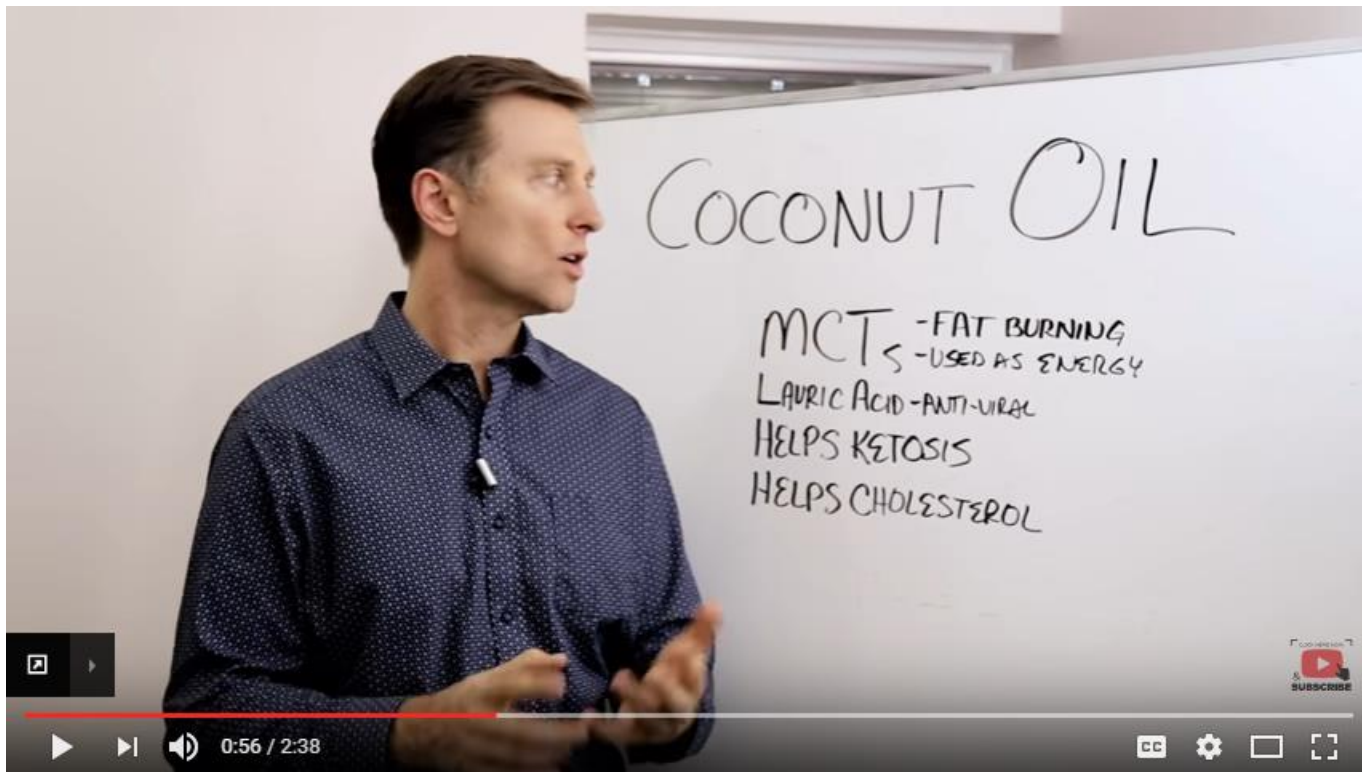 COCONUT OIL
MCTs -FAT BURNING
-USED AS ENERGY
LAURIC ACID-ANTI-VIRAL
HELPS KETOSIS
HELPS CHOLESTEROL
&
SUBSCRIBE
0:56 / 2:38
CC